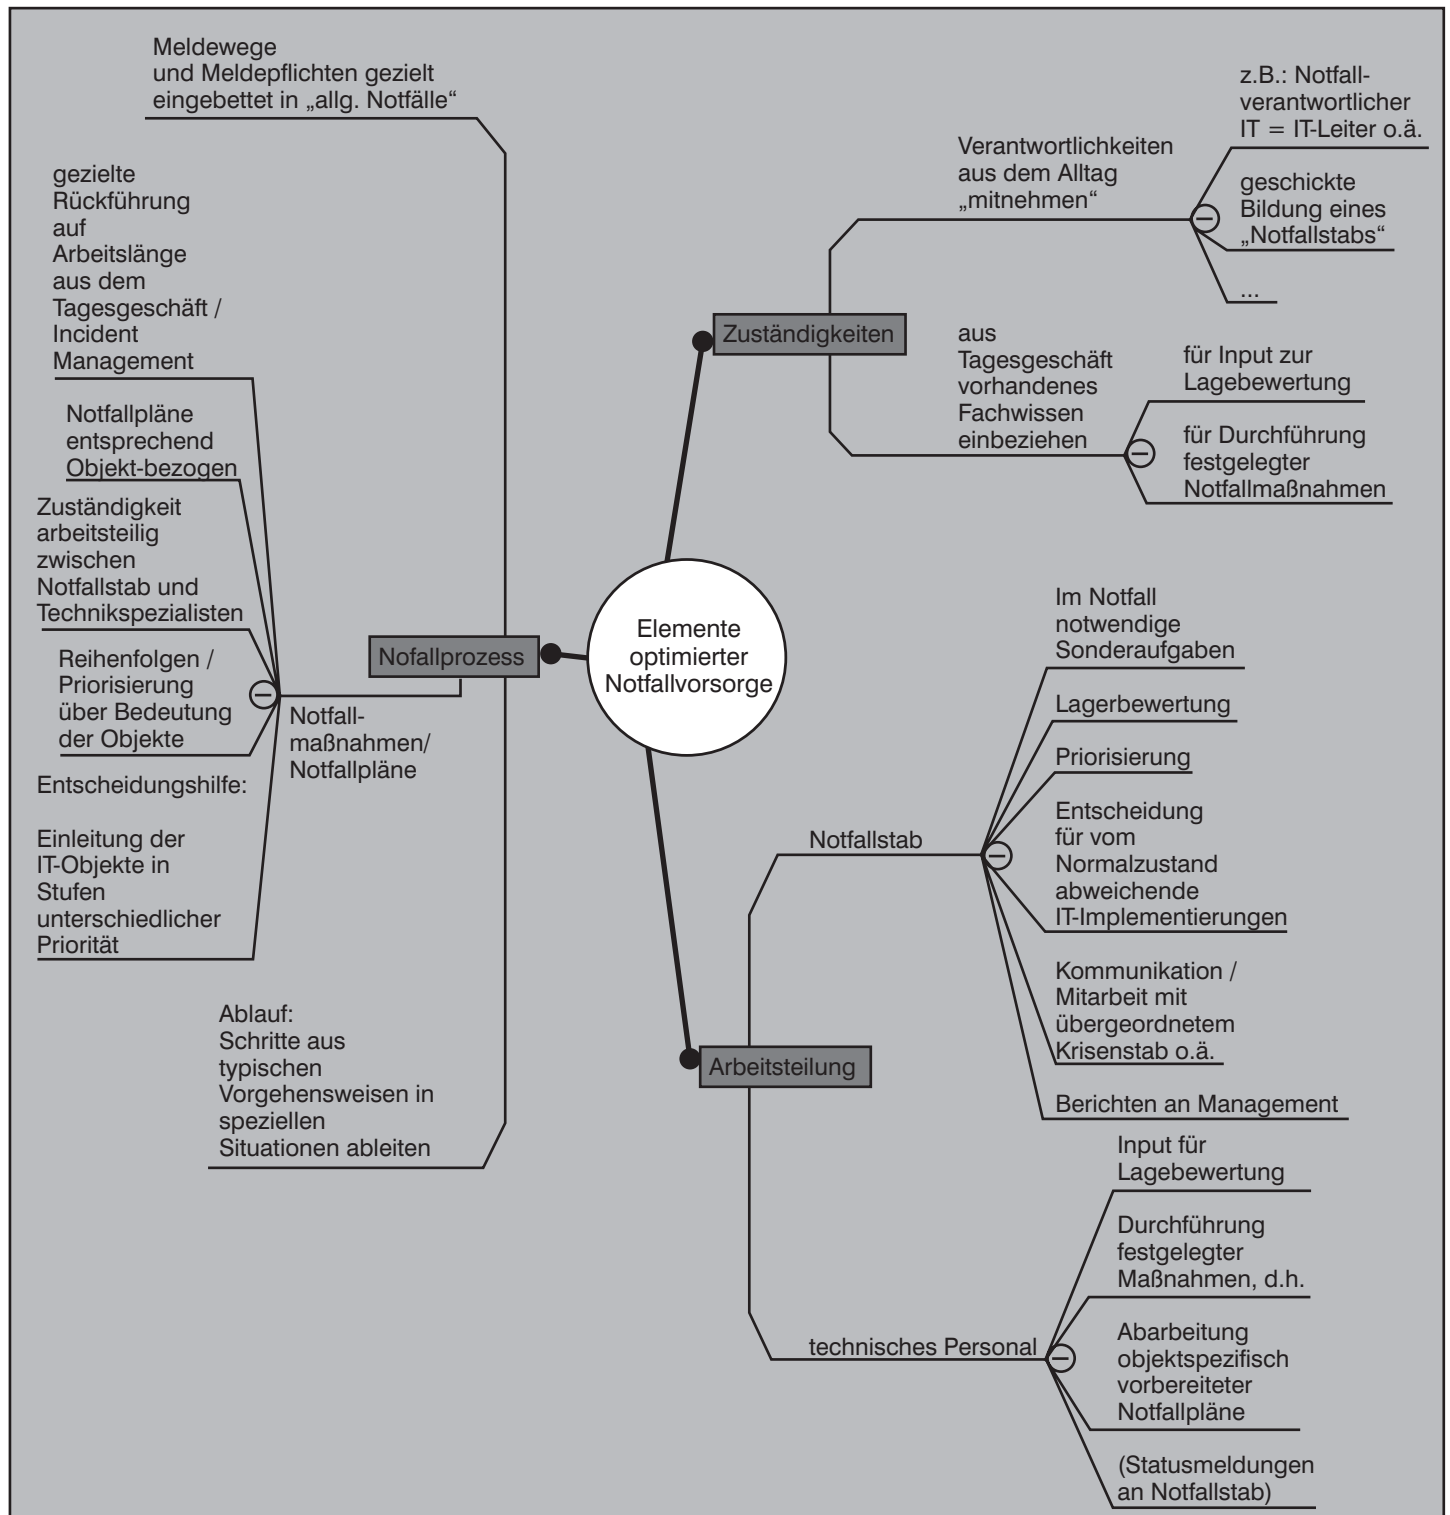 Meldewege
und Meldepflichten gezielt
eingebettet in „allg. Notfälle“
gezielte
Rückführung
auf
Arbeitslänge
aus dem
Tagesgeschäft /
Incident
Management
Notfallpläne
entsprechend
Objekt-bezogen
Zuständigkeit
arbeitsteilig
zwischen
Notfallstab und
Technikspezialisten
Reihenfolgen /
Priorisierung
über Bedeutung
der Objekte
Entscheidungshilfe:
Einleitung der
IT-Objekte in
Stufen
unterschiedlicher
Priorität
Notfall-
maßnahmen/
Notfallpläne
Nofallprozess
Ablauf:
Schritte aus
typischen
Vorgehensweisen in
speziellen
Situationen ableiten
Elemente
optimierter
Notfallvorsorge
Zuständigkeiten
Verantwortlichkeiten
aus dem Alltag
„mitnehmen“
z.B.: Notfall-
verantwortlicher
IT = IT-Leiter o.ä.
geschickte
Bildung eines
„Notfallstabs“
...
aus
Tagesgeschäft
vorhandenes
Fachwissen
einbeziehen
für Input zur
Lagebewertung
für Durchführung
festgelegter
Notfallmaßnahmen
Arbeitsteilung
Notfallstab
Im Notfall
notwendige
Sonderaufgaben
Lagerbewertung
Priorisierung
Entscheidung
für vom
Normalzustand
abweichende
IT-Implementierungen
Kommunikation /
Mitarbeit mit
übergeordnetem
Krisenstab o.ä.
Berichten an Management
technisches Personal
Input für
Lagebewertung
Durchführung
festgelegter
Maßnahmen, d.h.
Abarbeitung
objektspezifisch
vorbereiteter
Notfallpläne
(Statusmeldungen
an Notfallstab)